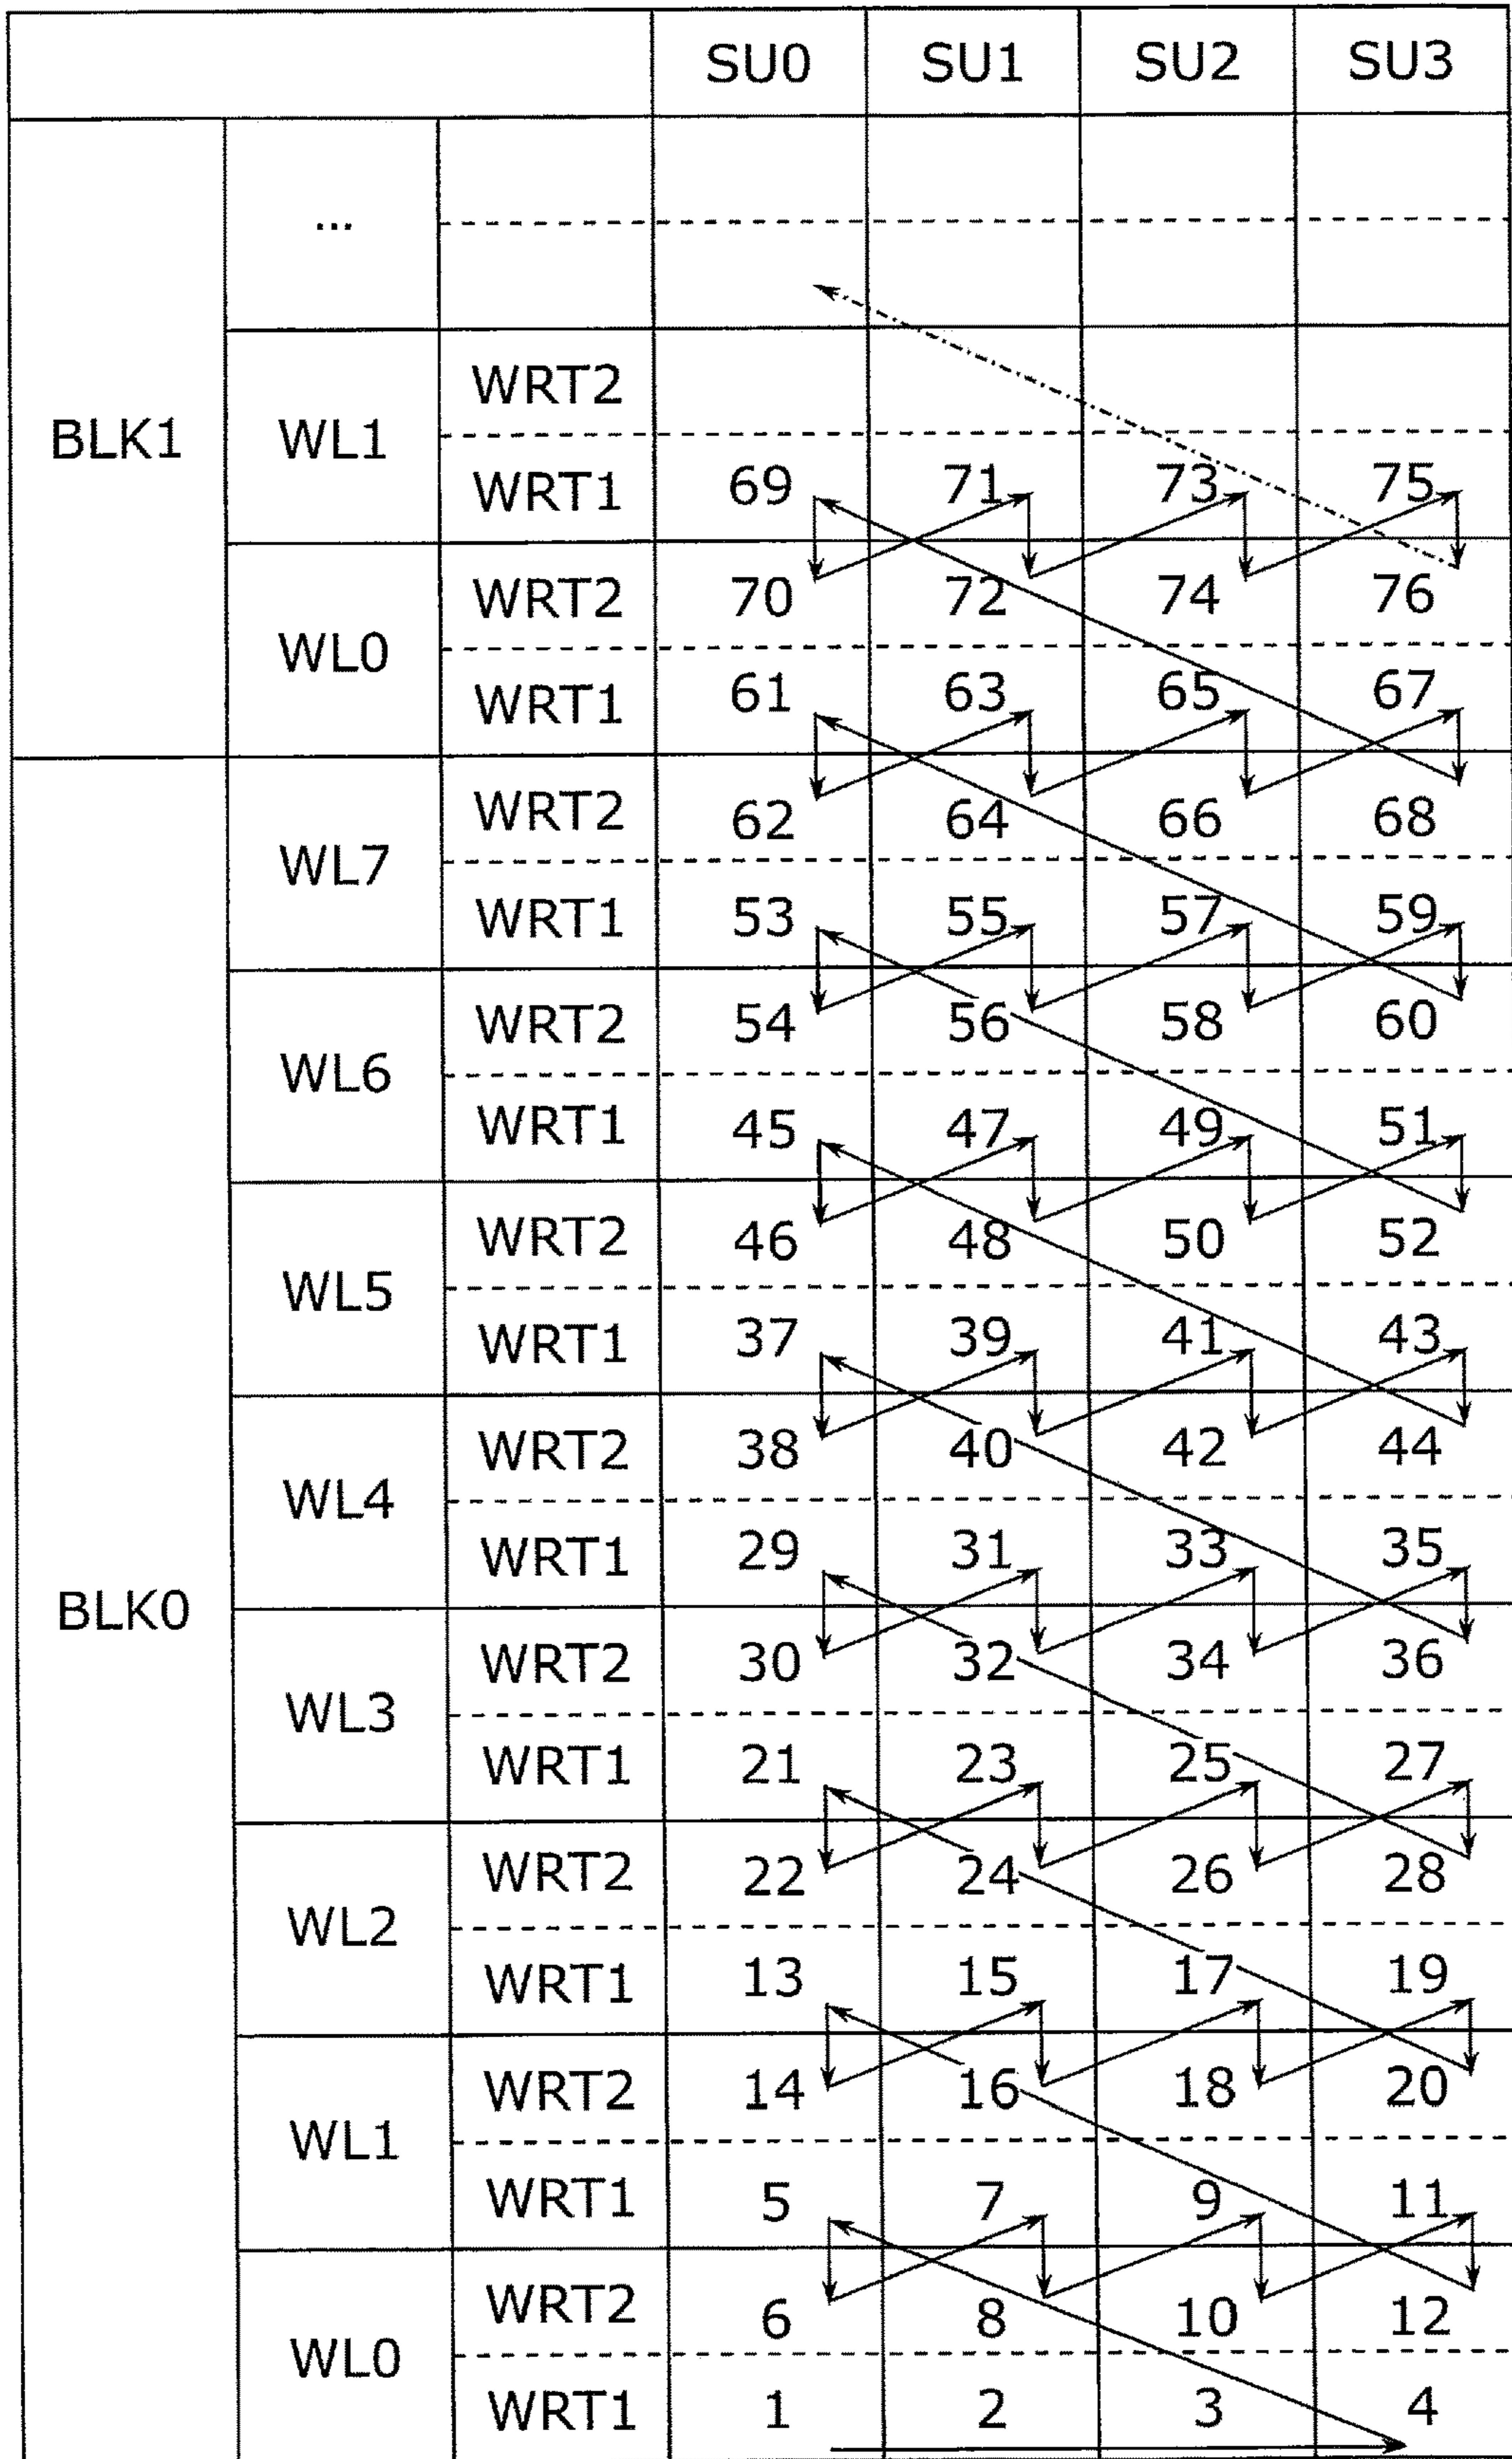 SU0 SU1 SU2 SU3
...
WRT2
BLK1 WL1
WRT1 69 71 73 75
WRT2 70 72 74 76
WL0
WRT1 61 63 65 67
WRT2 62 64 66 68
WL7
WRT1 53 55 57 59
WRT2 54 56 58 60
WL6
WRT1 45 47 49 51
WRT2 46 48 50 52
WL5
WRT1 37 39 41 43
WRT2 38 40 42 44
WL4
WRT1 29 31 33 35
BLK0
WRT2 30 32 34 36
WL3
WRT1 21 23 25 27
WRT2 22 24 26 28
WL2
WRT1 13 15 17 19
WRT2 14 16 18 20
WL1
WRT1 5 7 9 11
WRT2 6 8 10 12
WL0
WRT1 1 2 3 4